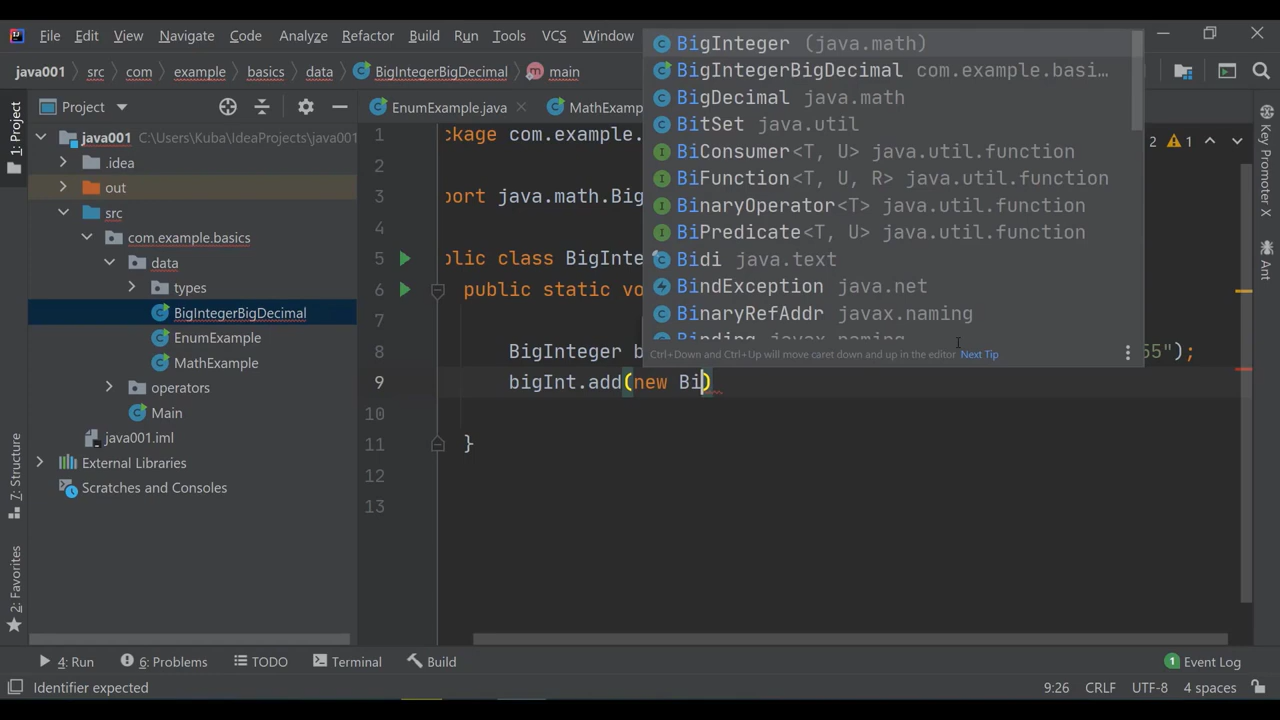 File Edit View Navigate Code Analyze Refactor Build Run Tools VCS Window
java001 src com example basics data BigIntegerBigDecimal main
1: Project
7: Structure
2: Favorites
Project
java001 C:\Users\Kuba\IdeaProjects\java001
.idea
out
src
com.example.basics
data
types
BigIntegerBigDecimal
EnumExample
MathExample
operators
Main
java001.iml
External Libraries
Scratches and Consoles
EnumExample.java MathExamp
1 ckage com.example.
2
3 port java.math.Big
4
5 blic class BigInte
6 public static vo
7
8 BigInteger b 55");
9 bigInt.add(new Bi)
10
11 }
12
13
BigInteger (java.math)
BigIntegerBigDecimal com.example.basi…
BigDecimal java.math
BitSet java.util
BiConsumer<T, U> java.util.function
BiFunction<T, U, R> java.util.function
BinaryOperator<T> java.util.function
BiPredicate<T, U> java.util.function
Bidi java.text
BindException java.net
BinaryRefAddr javax.naming
Binding javax.naming
Ctrl+Down and Ctrl+Up will move caret down and up in the editor Next Tip
2 1
Key Promoter X
Ant
4: Run 6: Problems TODO Terminal Build 1 Event Log
Identifier expected 9:26 CRLF UTF-8 4 spaces